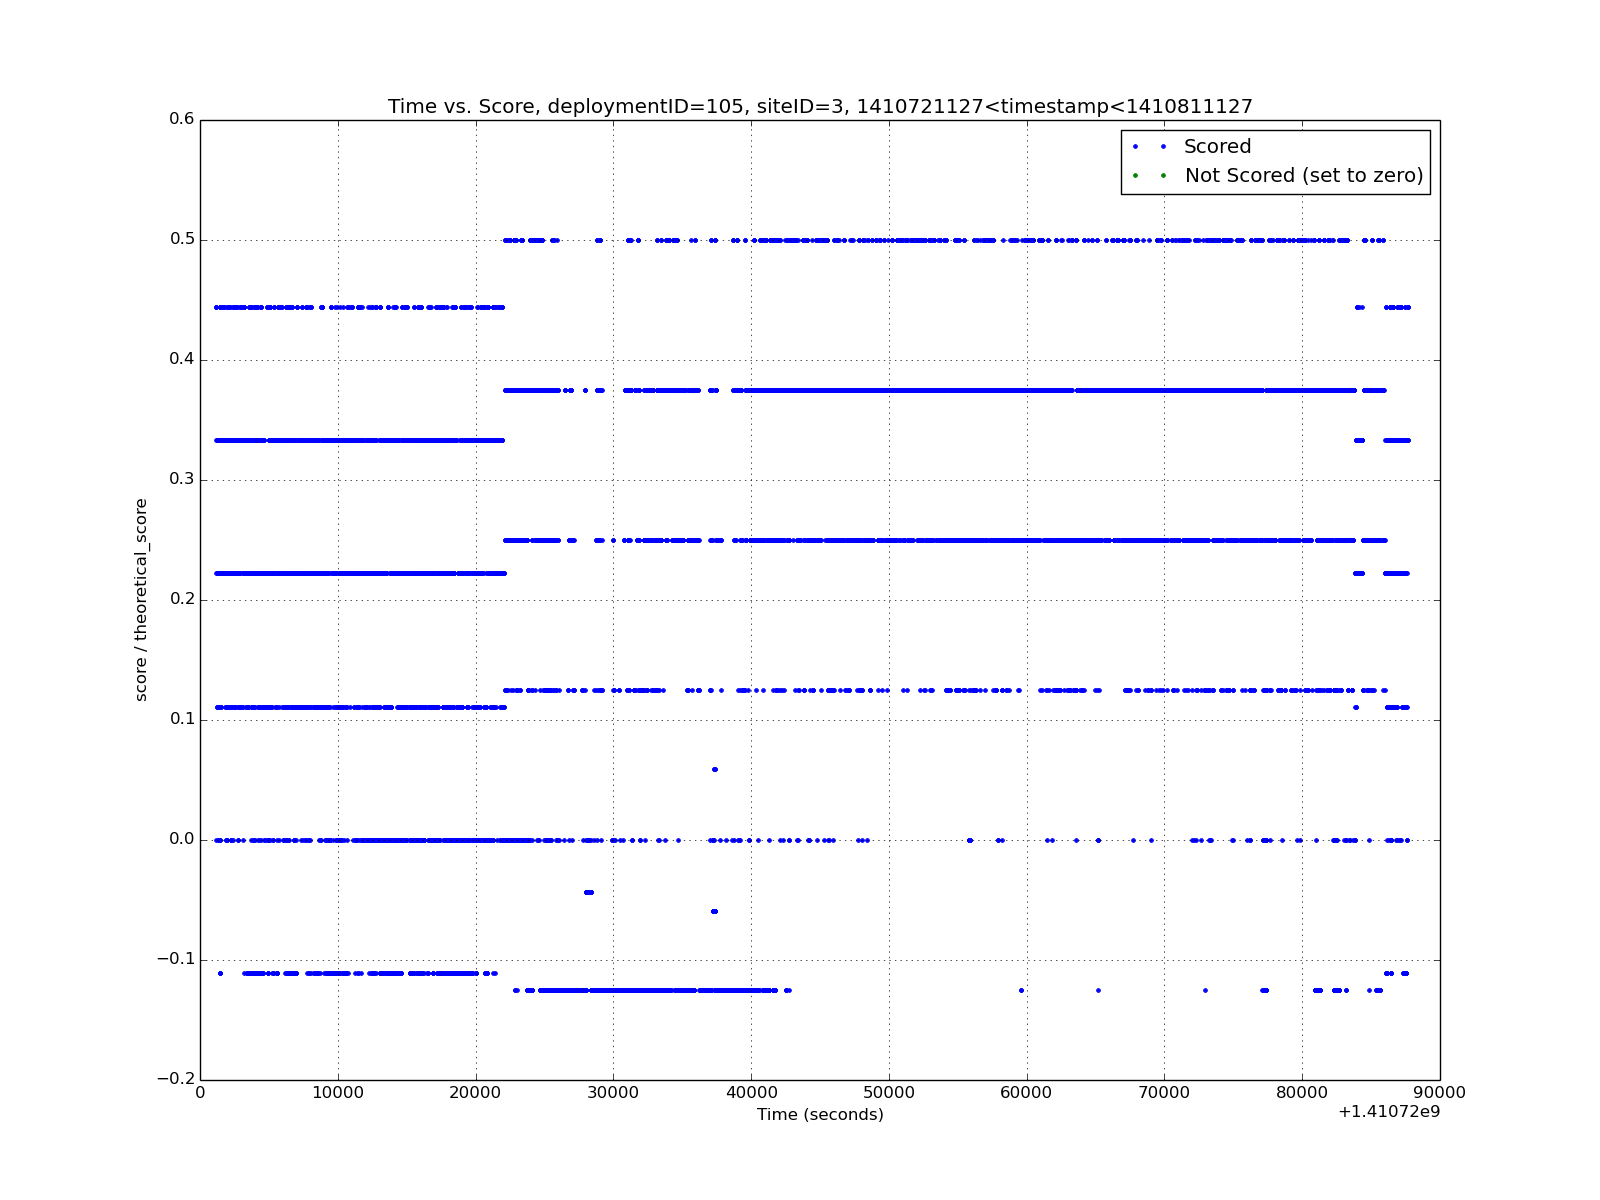 Time vs. Score, deploymentID=105, siteID=3, 1410721127<timestamp<1410811127
Scored
Not Scored (set to zero)
0.6
0.5
0.4
0.3
0.2
0.1
0.0
−0.1
−0.2
score / theoretical_score
0 10000 20000 30000 40000 50000 60000 70000 80000 90000
Time (seconds)
+1.41072e9